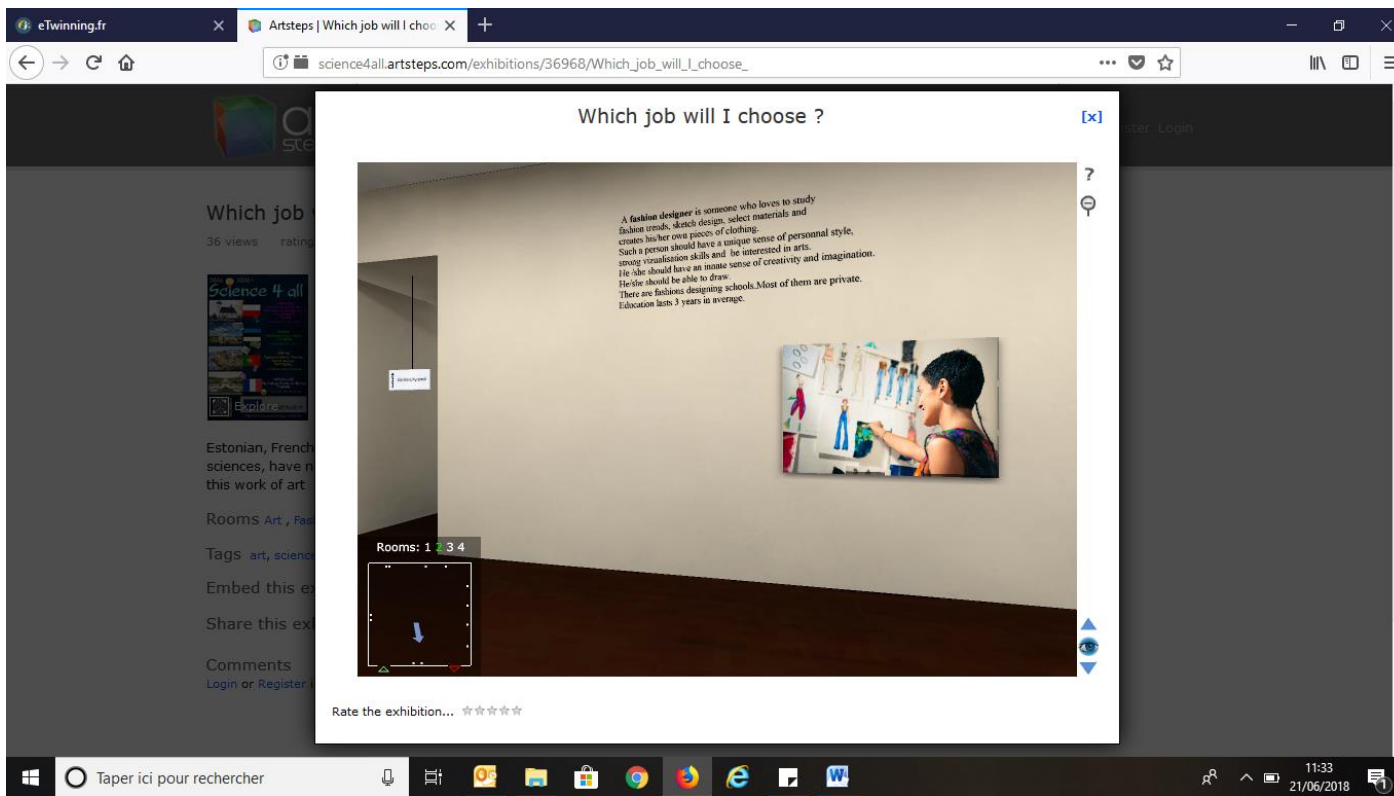 eTwinning.fr
Artsteps | Which job will I choo
science4all.artsteps.com/exhibitions/36968/Which_job_will_I_choose_
Which job will I choose ?
[x]
Login
Which job
36 views rating
Science 4 all
Explore
Estonian, French
sciences, have n
this work of art
Rooms Art , Fas
Tags art, science
Embed this ex
Share this exh
Comments
Login or Register
?
A fashion designer is someone who loves to study
fashion trends, sketch design, select materials and
creates his/her own pieces of clothing.
Such a person should have a unique sense of personnal style,
strong vizualisation skills and be interested in arts.
He /she should have an innate sense of creativity and imagination.
He/she should be able to draw.
There are fashions designing schools.Most of them are private.
Education lasts 3 years in average.
Rooms: 1 2 3 4
Rate the exhibition...
Taper ici pour rechercher
11:33
21/06/2018